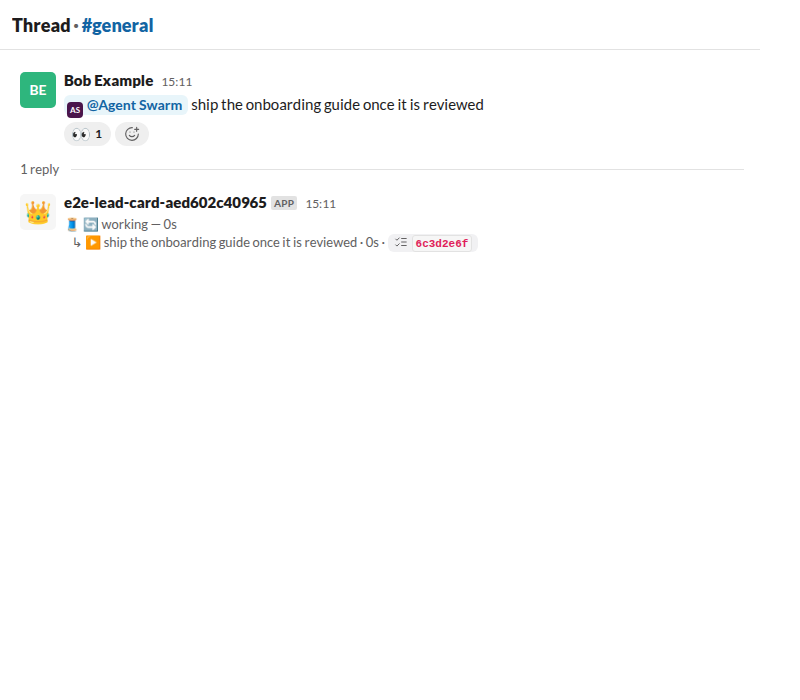 Thread • #general
BE
Bob Example 15:11
AS @Agent Swarm ship the onboarding guide once it is reviewed
👀 1
1 reply
e2e-lead-card-aed602c40965 APP 15:11
🧵 🔄 working — 0s
↳ ▶️ ship the onboarding guide once it is reviewed · 0s · 6c3d2e6f